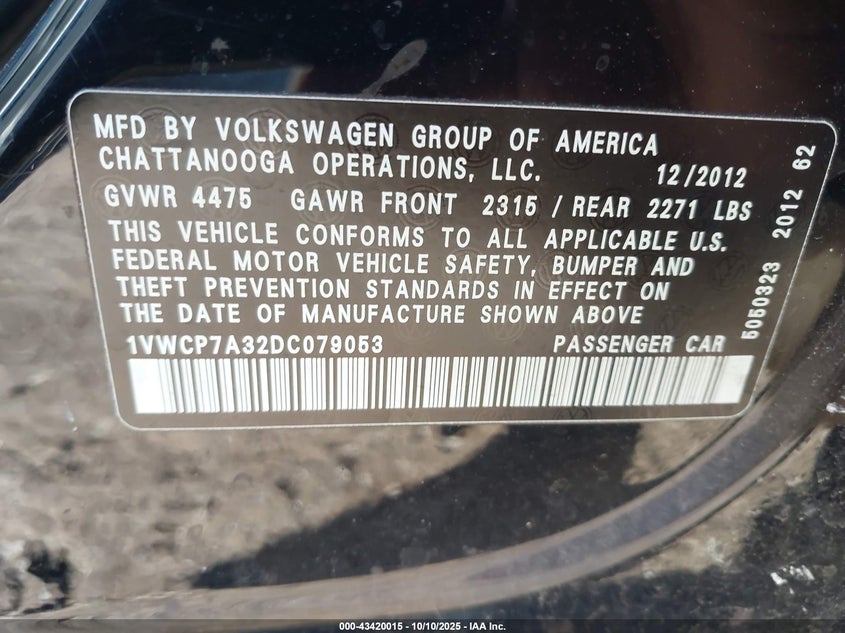 MFD BY VOLKSWAGEN GROUP OF AMERICA
CHATTANOOGA OPERATIONS, LLC. 12/2012
GVWR 4475 GAWR FRONT 2315 / REAR 2271 LBS
THIS VEHICLE CONFORMS TO ALL APPLICABLE U.S.
FEDERAL MOTOR VEHICLE SAFETY, BUMPER AND
THEFT PREVENTION STANDARDS IN EFFECT ON
THE DATE OF MANUFACTURE SHOWN ABOVE
1VWCP7A32DC079053 PASSENGER CAR
5050323 2012 62
000-43420015 - 10/10/2025 - IAA Inc.